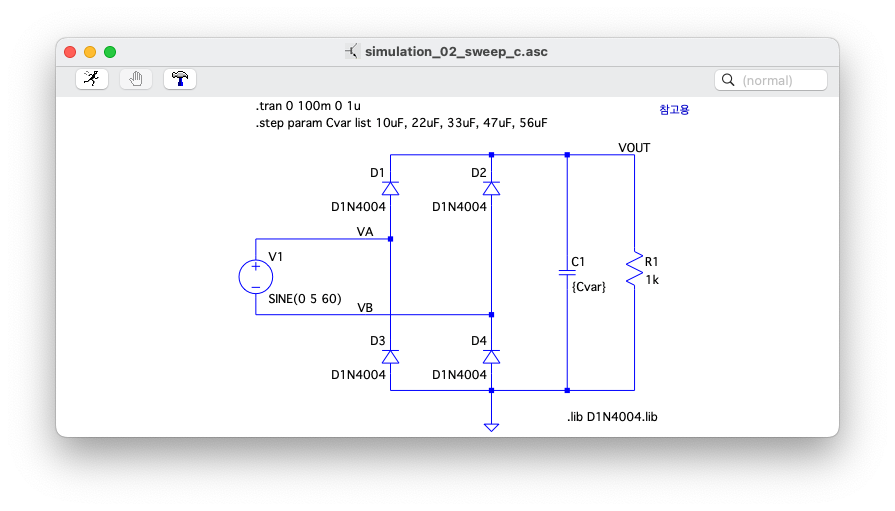 simulation_02_sweep_c.asc
(normal)
.tran 0 100m 0 1u
참고용
.step param Cvar list 10uF, 22uF, 33uF, 47uF, 56uF
VOUT
D1
D2
D1N4004
D1N4004
VA
V1
C1
R1
{Cvar}
1k
SINE(0 5 60)
VB
D3
D4
D1N4004
D1N4004
.lib D1N4004.lib